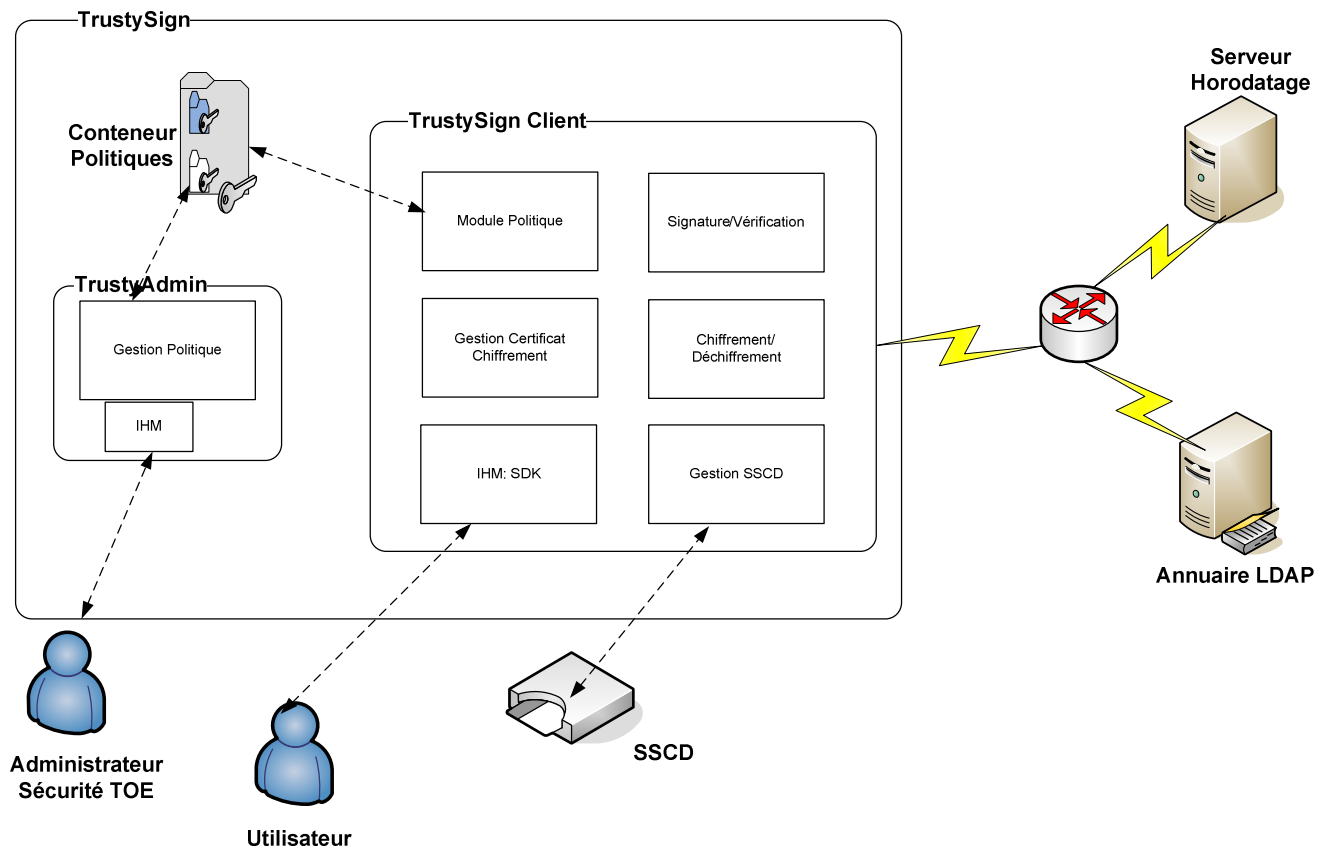 TrustySign
Serveur
Horodatage
Conteneur
Politiques
TrustySign Client
Module Politique
Signature/Vérification
TrustyAdmin
Gestion Politique
IHM
Gestion Certificat
Chiffrement
Chiffrement/
Déchiffrement
IHM: SDK
Gestion SSCD
Annuaire LDAP
Administrateur
Sécurité TOE
Utilisateur
SSCD